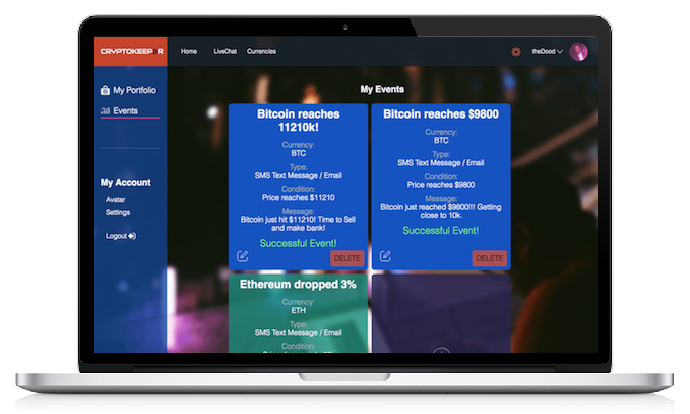 CRYPTOKEEPER
Home
LiveChat
Currencies
theDood
My Portfolio
Events
My Account
Avatar
Settings
Logout
My Events
Bitcoin reaches
11210k!
Currency:
BTC
Type:
SMS Text Message / Email
Condition:
Price reaches $11210
Message:
Bitcoin just hit $11210! Time to Sell
and make bank!
Successful Event!
DELETE
Bitcoin reaches $9800
Currency:
BTC
Type:
SMS Text Message / Email
Condition:
Price reaches $9800
Message:
Bitcoin just reached $9800!!! Getting
close to 10k.
Successful Event!
DELETE
Ethereum dropped 3%
Currency:
ETH
Type:
SMS Text Message / Email
Condition: